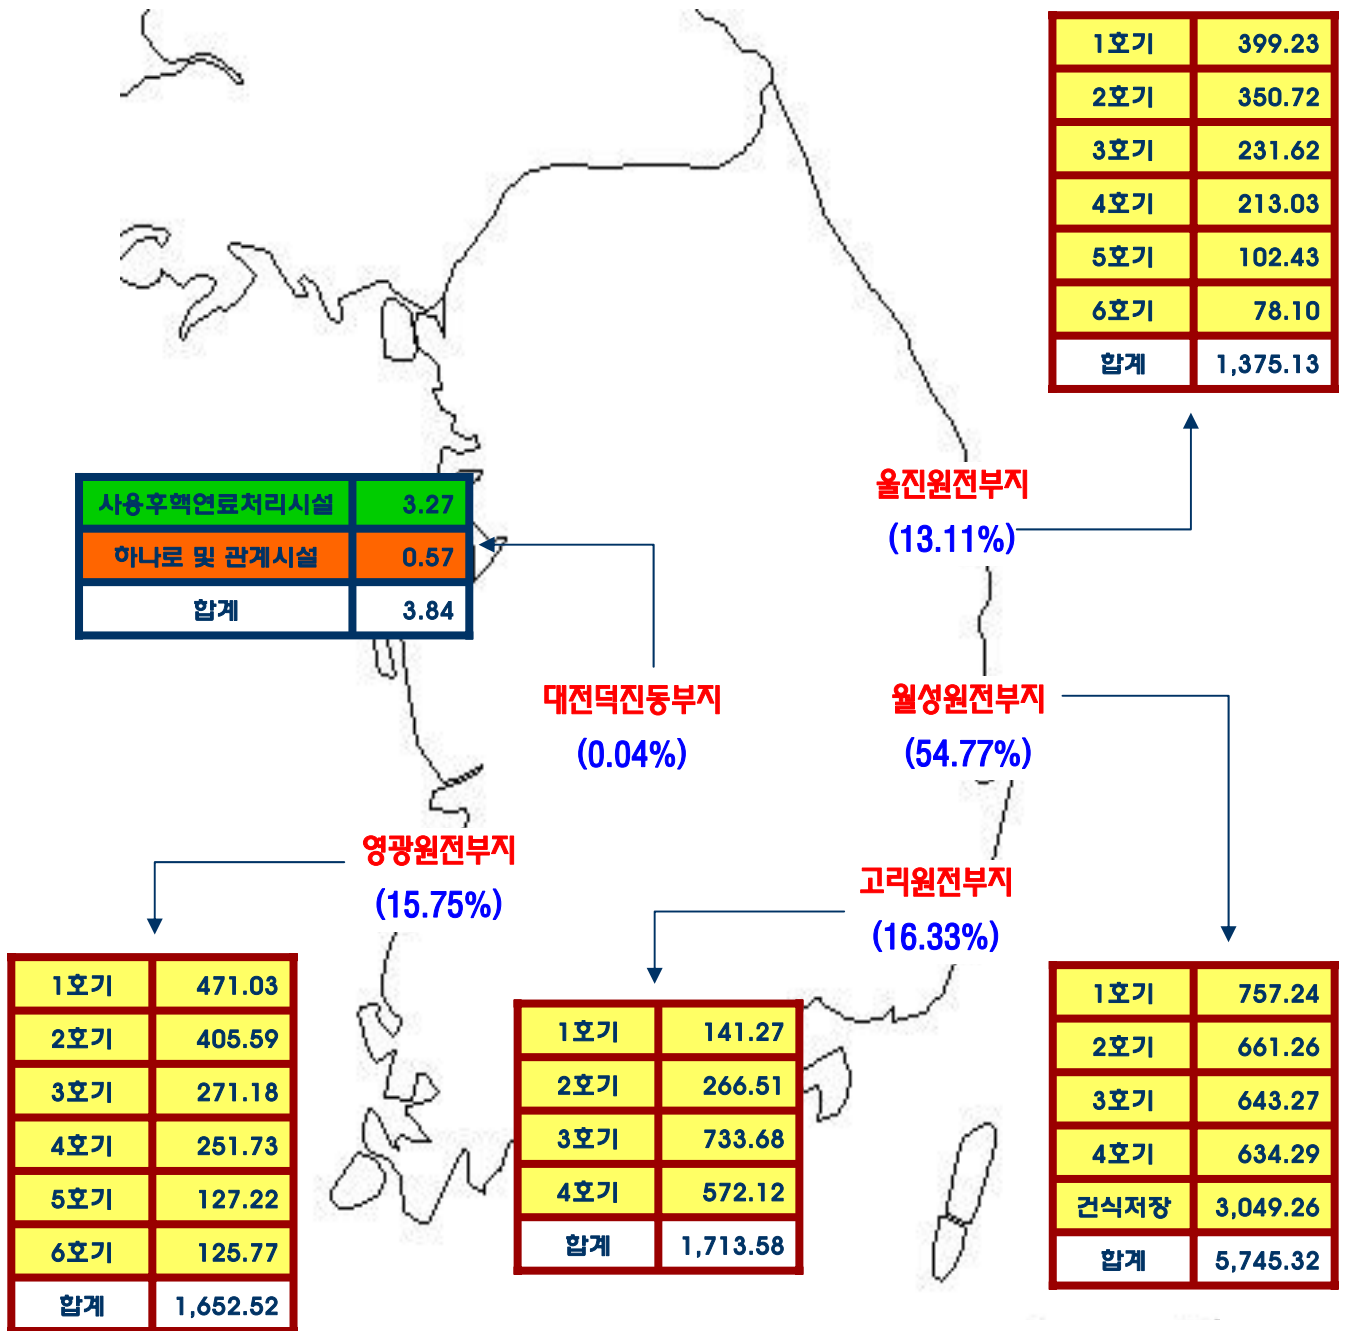 1호기 399.23
2호기 350.72
3호기 231.62
4호기 213.03
5호기 102.43
6호기 78.10
합계 1,375.13
울진원전부지
(13.11%)
사용후핵연료처리시설 3.27
하나로 및 관계시설 0.57
합계 3.84
대전덕진동부지
(0.04%)
월성원전부지
(54.77%)
영광원전부지
(15.75%)
고리원전부지
(16.33%)
1호기 471.03
2호기 405.59
3호기 271.18
4호기 251.73
5호기 127.22
6호기 125.77
합계 1,652.52
1호기 141.27
2호기 266.51
3호기 733.68
4호기 572.12
합계 1,713.58
1호기 757.24
2호기 661.26
3호기 643.27
4호기 634.29
건식저장 3,049.26
합계 5,745.32